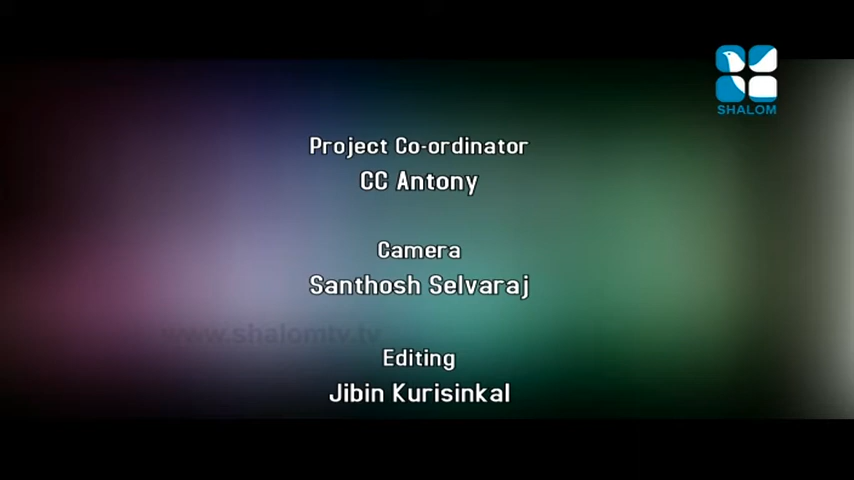 SHALOM
Project Co-ordinator
CC Antony
Camera
Santhosh Selvaraj
www.shalomtv.tv
Editing
Jibin Kurisinkal